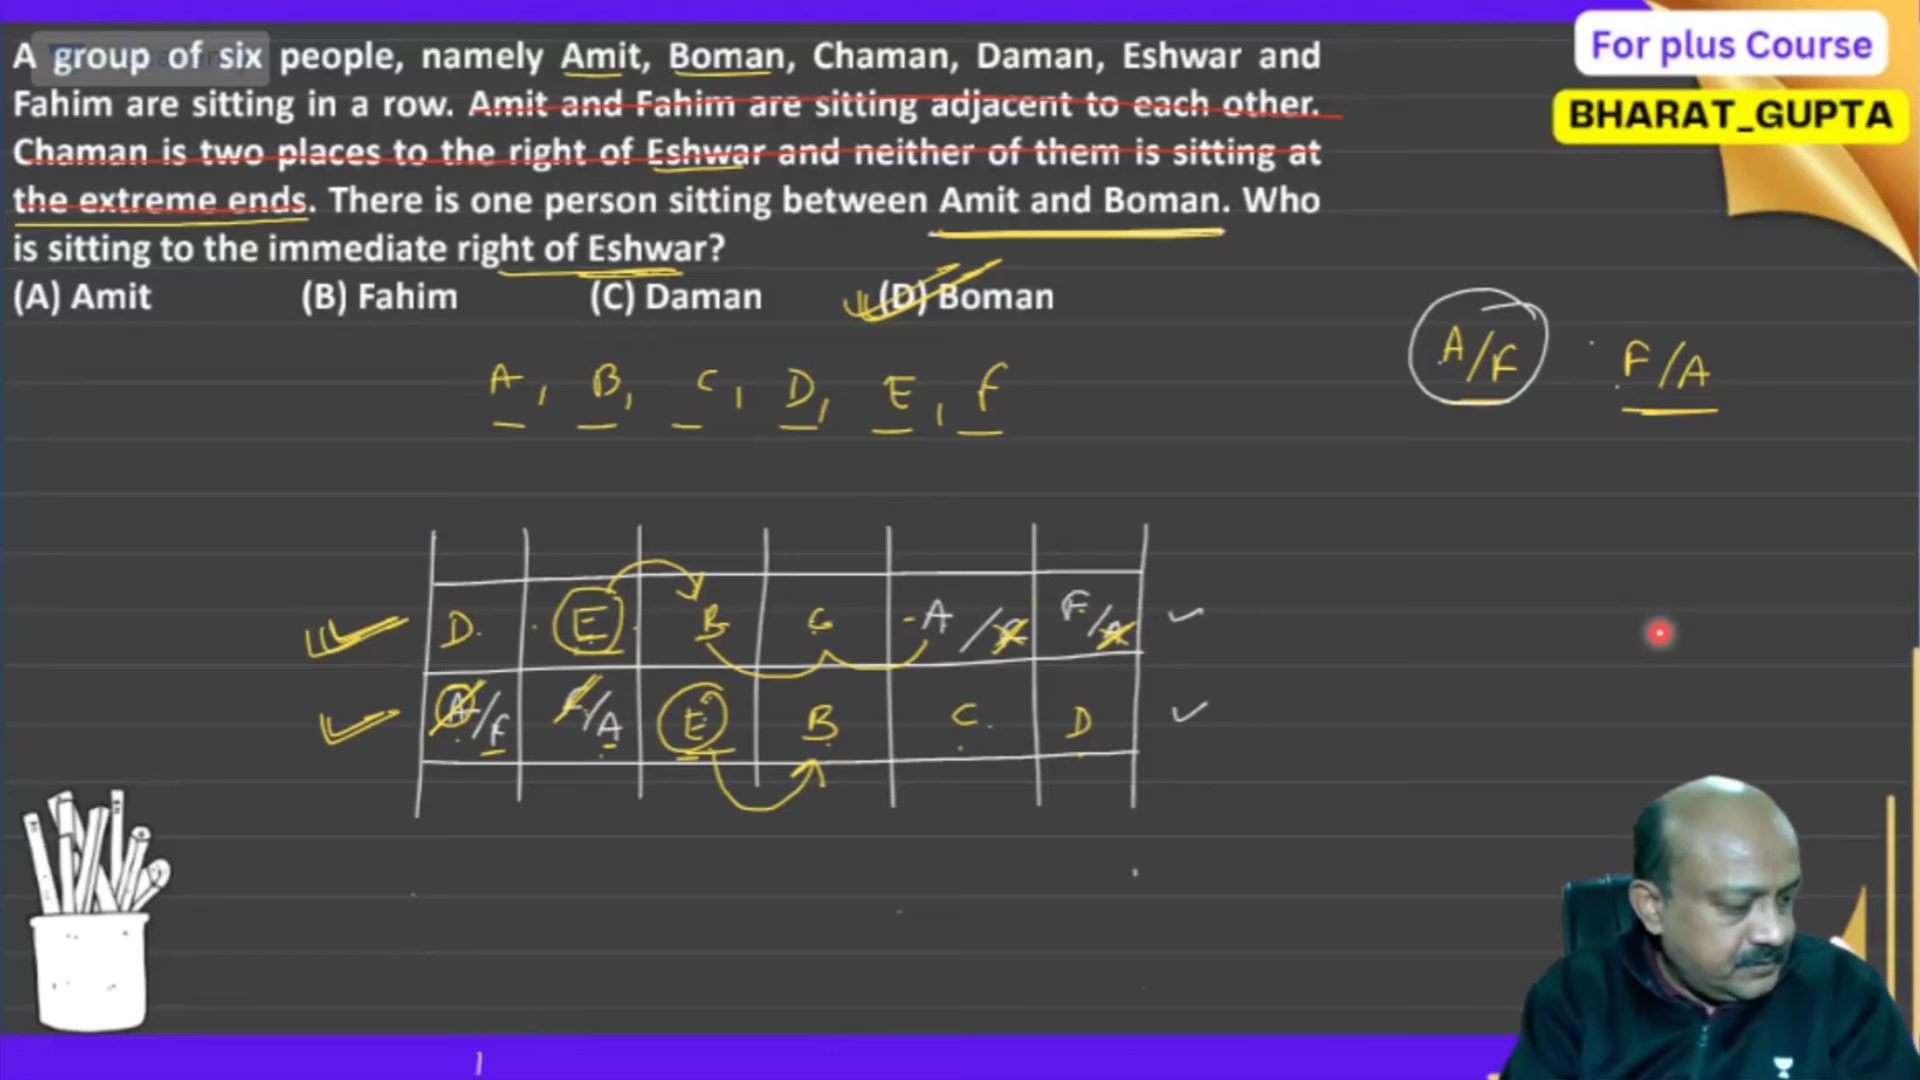 A group of six people, namely Amit, Boman, Chaman, Daman, Eshwar and
Fahim are sitting in a row. Amit and Fahim are sitting adjacent to each other.
Chaman is two places to the right of Eshwar and neither of them is sitting at
the extreme ends. There is one person sitting between Amit and Boman. Who
is sitting to the immediate right of Eshwar?
(A) Amit (B) Fahim (C) Daman (D) Boman
For plus Course
BHARAT_GUPTA
A/F F/A
A, B, C, D, E, F
D. E B C A/F F/A
A/F F/A E B C. D